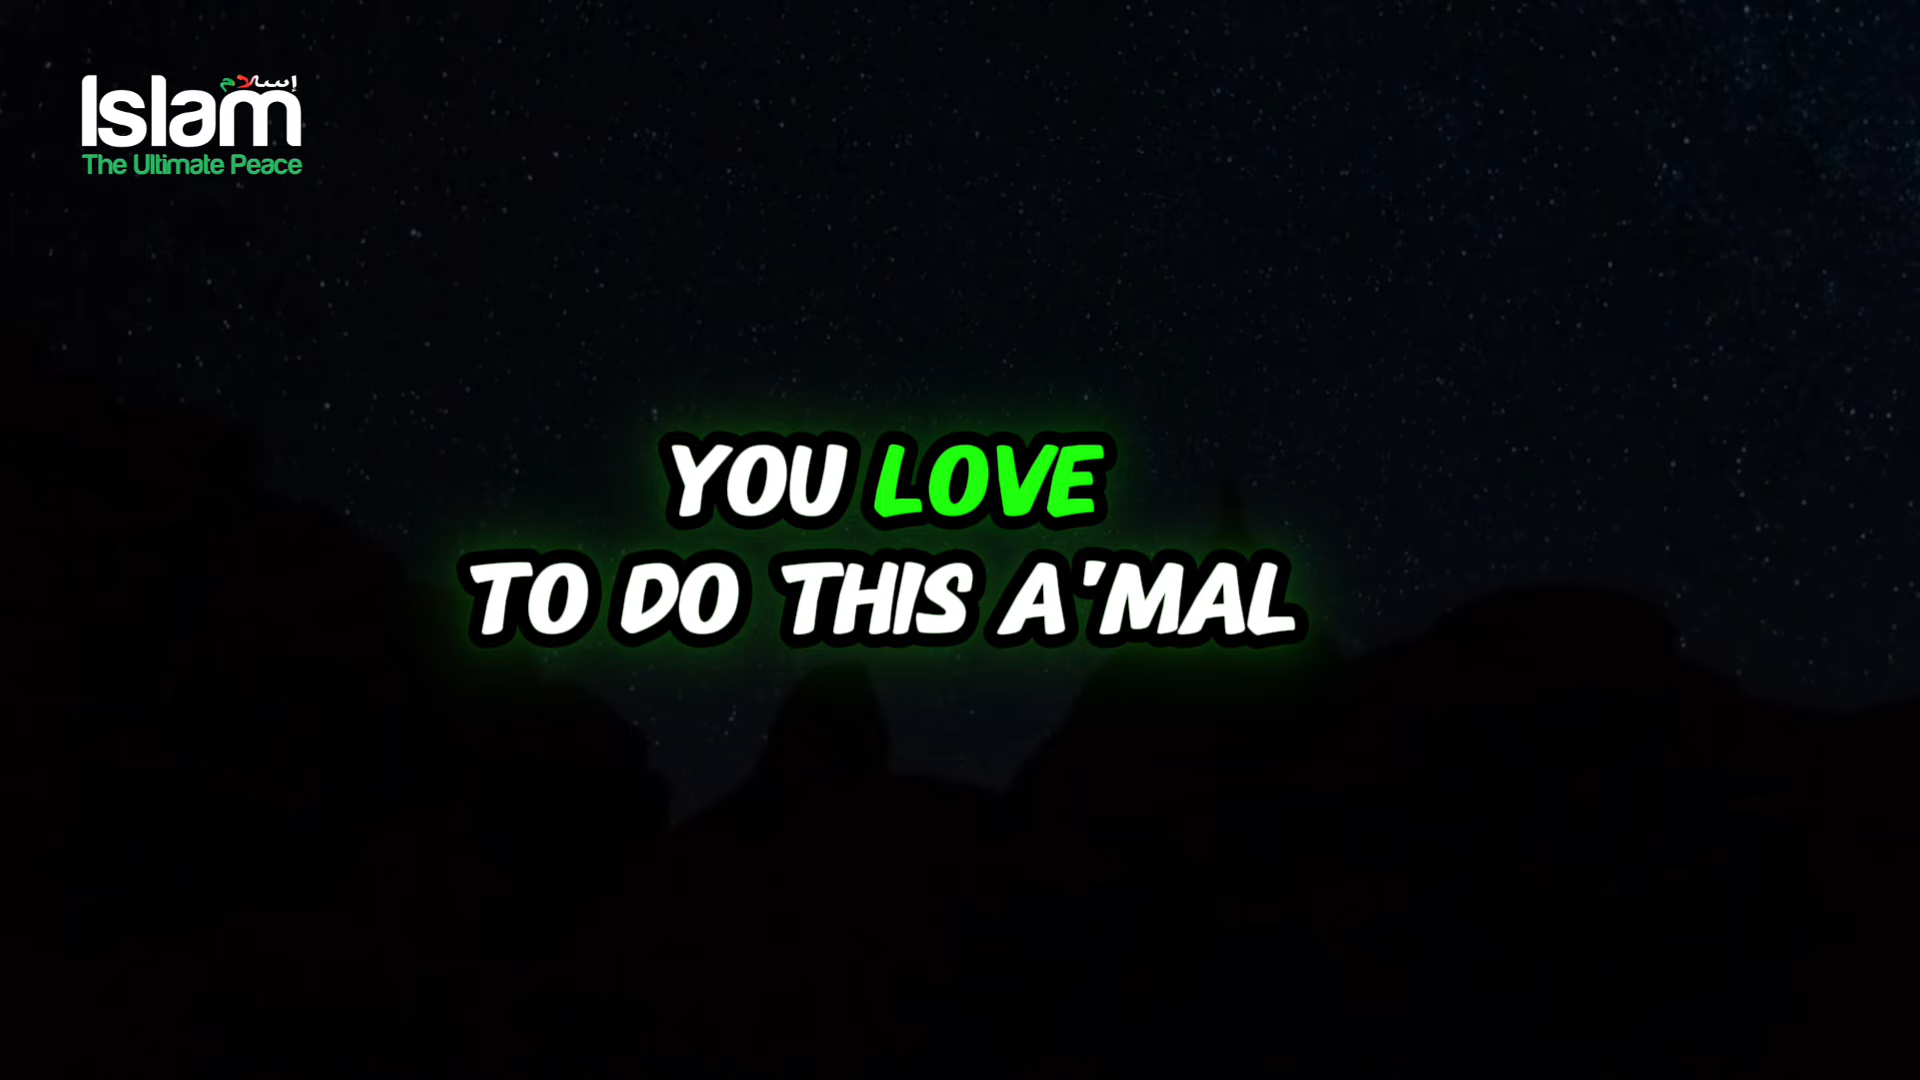 إسلام
Islam
The Ultimate Peace
YOU LOVE
TO DO THIS A'MAL